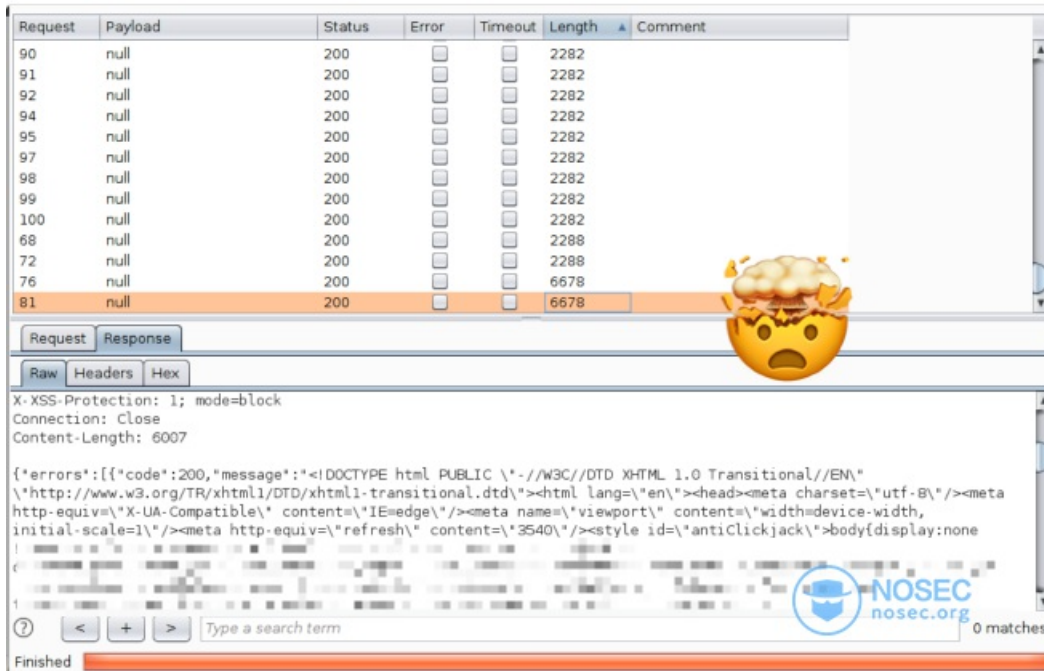 Request Payload Status Error Timeout Length Comment
90 null 200 2282
91 null 200 2282
92 null 200 2282
94 null 200 2282
95 null 200 2282
97 null 200 2282
98 null 200 2282
99 null 200 2282
100 null 200 2282
68 null 200 2288
72 null 200 2288
76 null 200 6678
81 null 200 6678
Request Response
Raw Headers Hex
X-XSS-Protection: 1; mode=block
Connection: Close
Content-Length: 6007
{"errors":[{"code":200,"message":"<!DOCTYPE html PUBLIC \"-//W3C//DTD XHTML 1.0 Transitional//EN\"
\"http://www.w3.org/TR/xhtml1/DTD/xhtml1-transitional.dtd\"><html lang=\"en\"><head><meta charset=\"utf-8\"/><meta
http-equiv=\"X-UA-Compatible\" content=\"IE=edge\"/><meta name=\"viewport\" content=\"width=device-width,
initial-scale=1\"/><meta http-equiv=\"refresh\" content=\"3540\"/><style id=\"antiClickjack\">body{display:none
NOSEC
nosec.org
? < + > Type a search term 0 matches
Finished